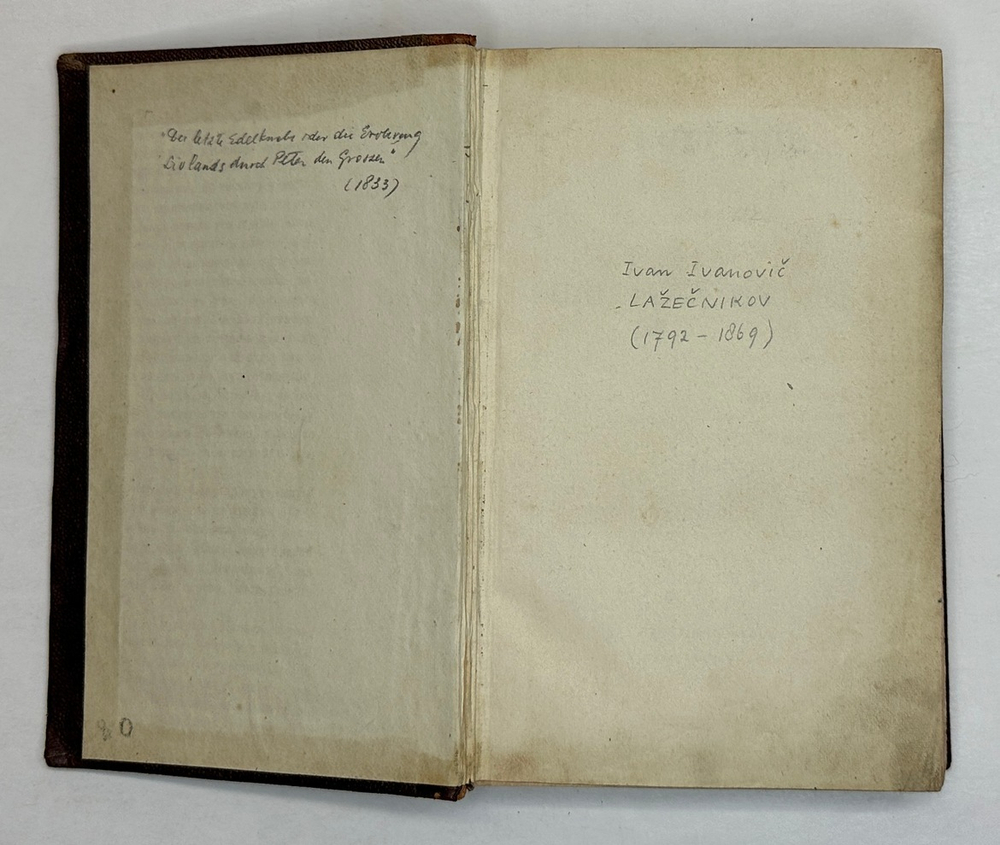 "Der letzte Edelknabe oder die Eroberung
Livlands durch Peter den Grossen"
(1833)
Ivan Ivanovič
LAŽEČNIKOV
(1792 - 1869)
80